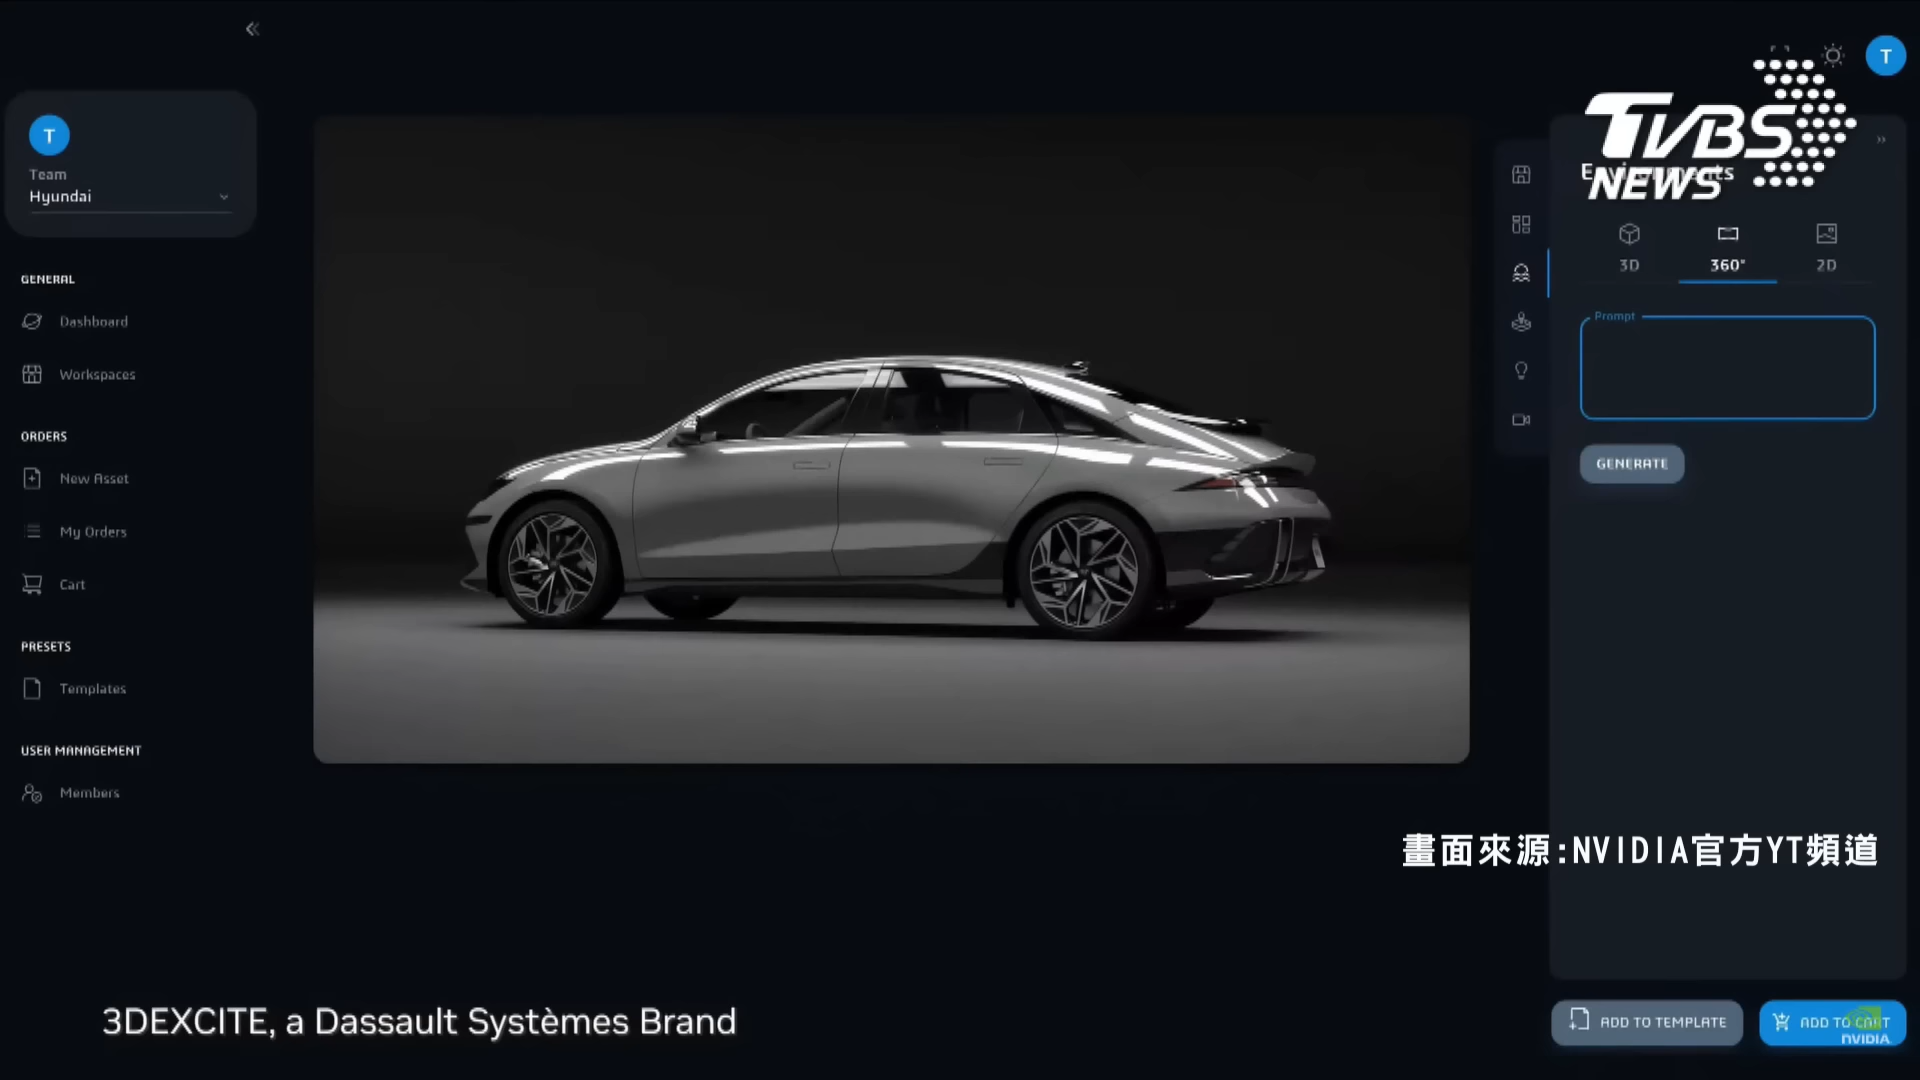 T
Team
Hyundai
GENERAL
Dashboard
Workspaces
ORDERS
New Asset
My Orders
Cart
PRESETS
Templates
USER MANAGEMENT
Members
T
TVBS
NEWS
Environments
3D
360°
2D
Prompt
GENERATE
畫面來源:NVIDIA官方YT頻道
3DEXCITE, a Dassault Systèmes Brand
ADD TO TEMPLATE
ADD TO CART
NVIDIA